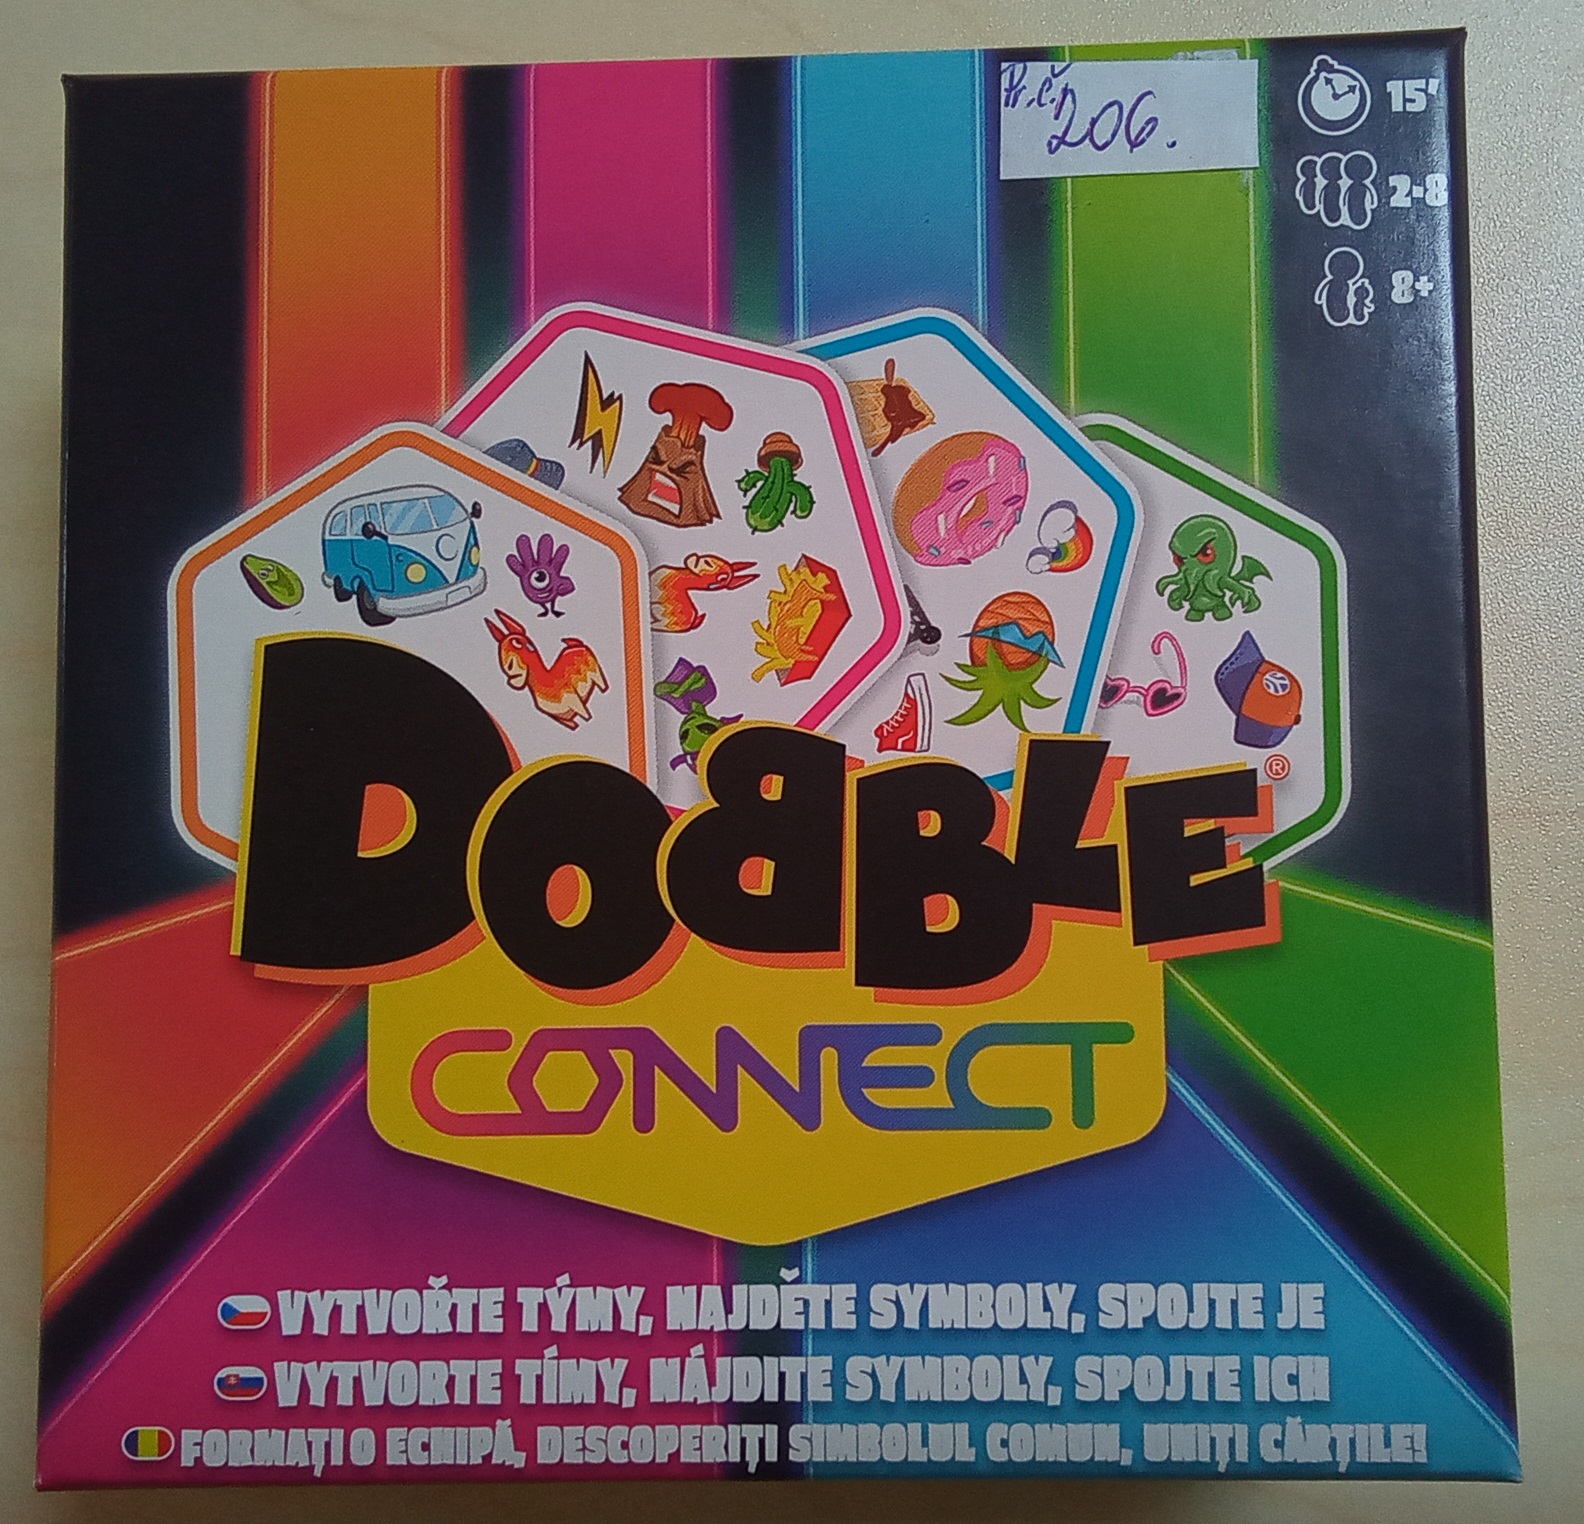 Pr.č.
206.
15'
2-8
8+
DOBBLE®
CONNECT
VYTVOŘTE TÝMY, NAJDĚTE SYMBOLY, SPOJTE JE
VYTVORTE TÍMY, NÁJDITE SYMBOLY, SPOJTE ICH
FORMAȚI O ECHIPĂ, DESCOPERIȚI SIMBOLUL COMUN, UNIȚI CĂRȚILE!